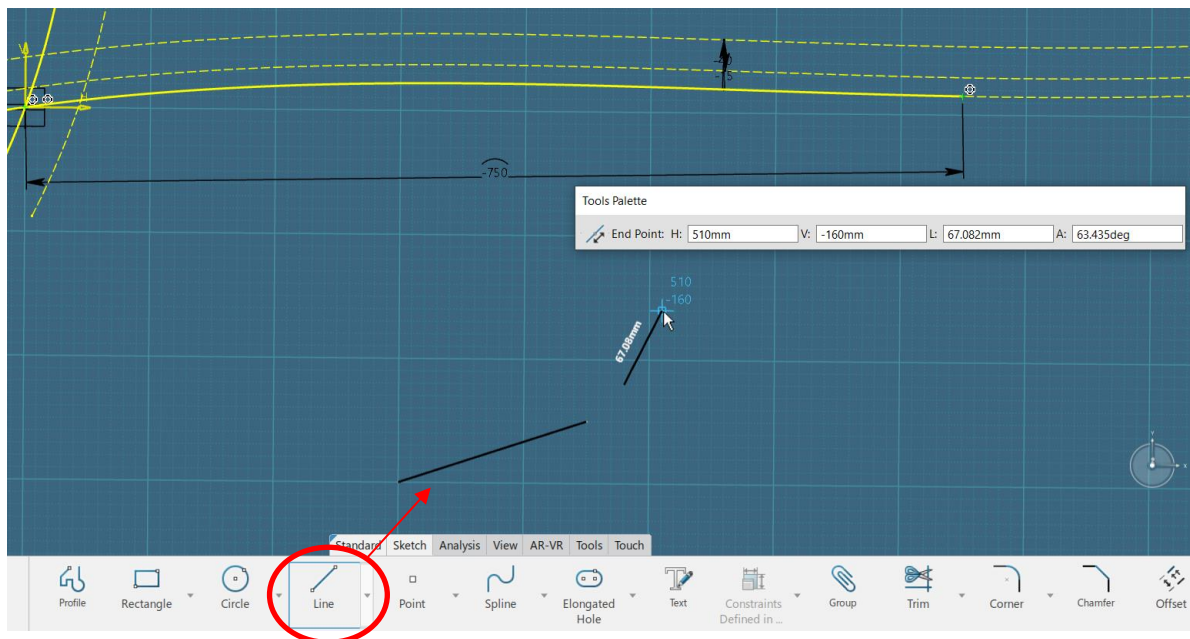 -40
-15
-750
Tools Palette
End Point: H: 510mm V: -160mm L: 67.082mm A: 63.435deg
510
-160
67.08mm
Standard Sketch Analysis View AR-VR Tools Touch
Profile Rectangle Circle Line Point Spline Elongated Hole Text Constraints Defined in ... Group Trim Corner Chamfer Offset